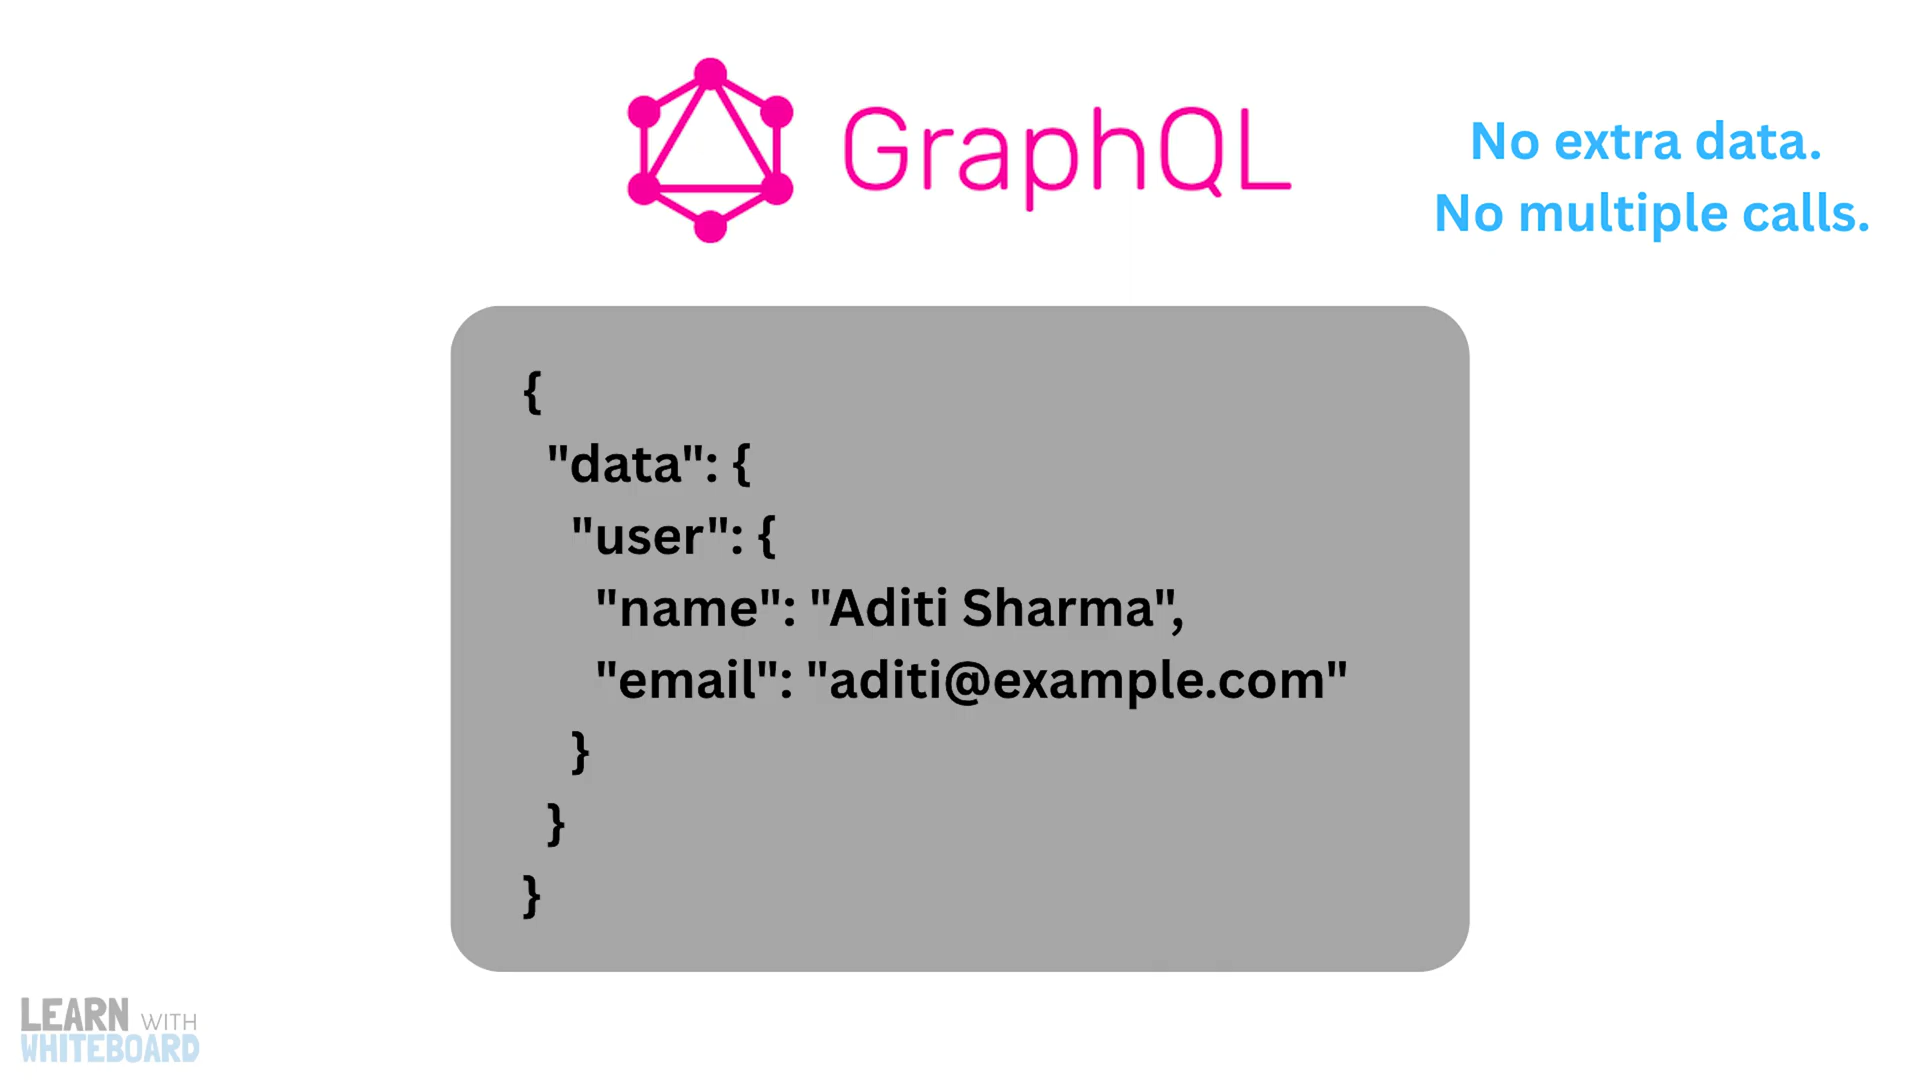 GraphQL
No extra data.
No multiple calls.
{
"data": {
"user": {
"name": "Aditi Sharma",
"email": "aditi@example.com"
}
}
}
LEARN WITH
WHITEBOARD